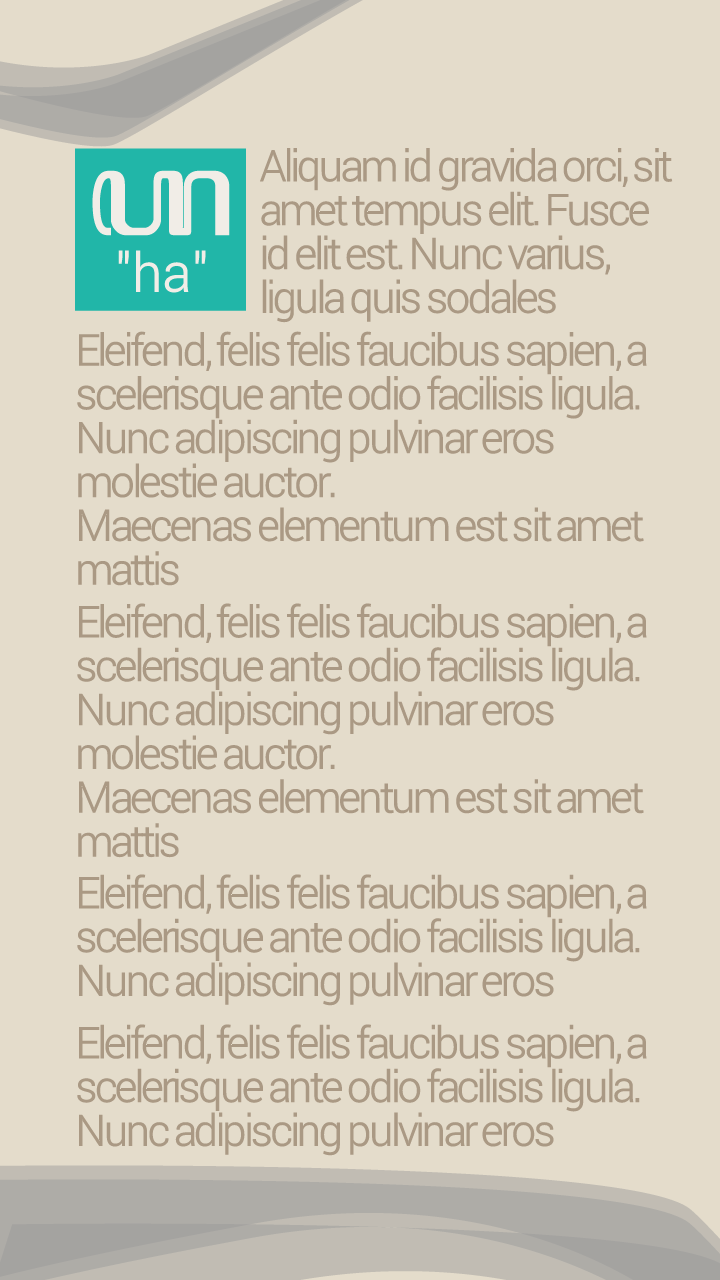 ꦲ
"ha"
Aliquam id gravida orci, sit
amet tempus elit. Fusce
id elit est. Nunc varius,
ligula quis sodales
Eleifend, felis felis faucibus sapien, a
scelerisque ante odio facilisis ligula.
Nunc adipiscing pulvinar eros
molestie auctor.
Maecenas elementum est sit amet
mattis
Eleifend, felis felis faucibus sapien, a
scelerisque ante odio facilisis ligula.
Nunc adipiscing pulvinar eros
molestie auctor.
Maecenas elementum est sit amet
mattis
Eleifend, felis felis faucibus sapien, a
scelerisque ante odio facilisis ligula.
Nunc adipiscing pulvinar eros
Eleifend, felis felis faucibus sapien, a
scelerisque ante odio facilisis ligula.
Nunc adipiscing pulvinar eros